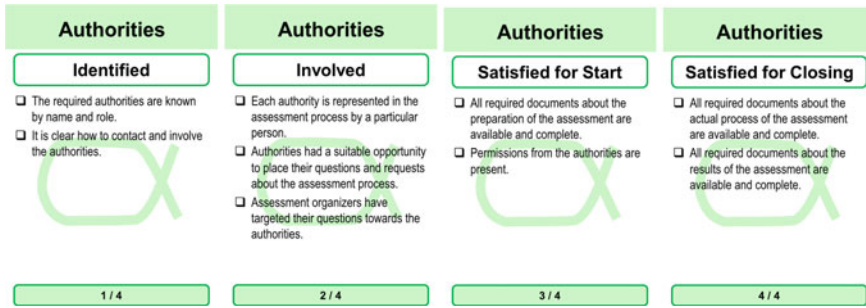 Authorities
Identified
❑ The required authorities are known
by name and role.
❑ It is clear how to contact and involve
the authorities.
1 / 4
Authorities
Involved
❑ Each authority is represented in the
assessment process by a particular
person.
❑ Authorities had a suitable opportunity
to place their questions and requests
about the assessment process.
❑ Assessment organizers have
targeted their questions towards the
authorities.
2 / 4
Authorities
Satisfied for Start
❑ All required documents about the
preparation of the assessment are
available and complete.
❑ Permissions from the authorities are
present.
3 / 4
Authorities
Satisfied for Closing
❑ All required documents about the
actual process of the assessment
are available and complete.
❑ All required documents about the
results of the assessment are
available and complete.
4 / 4